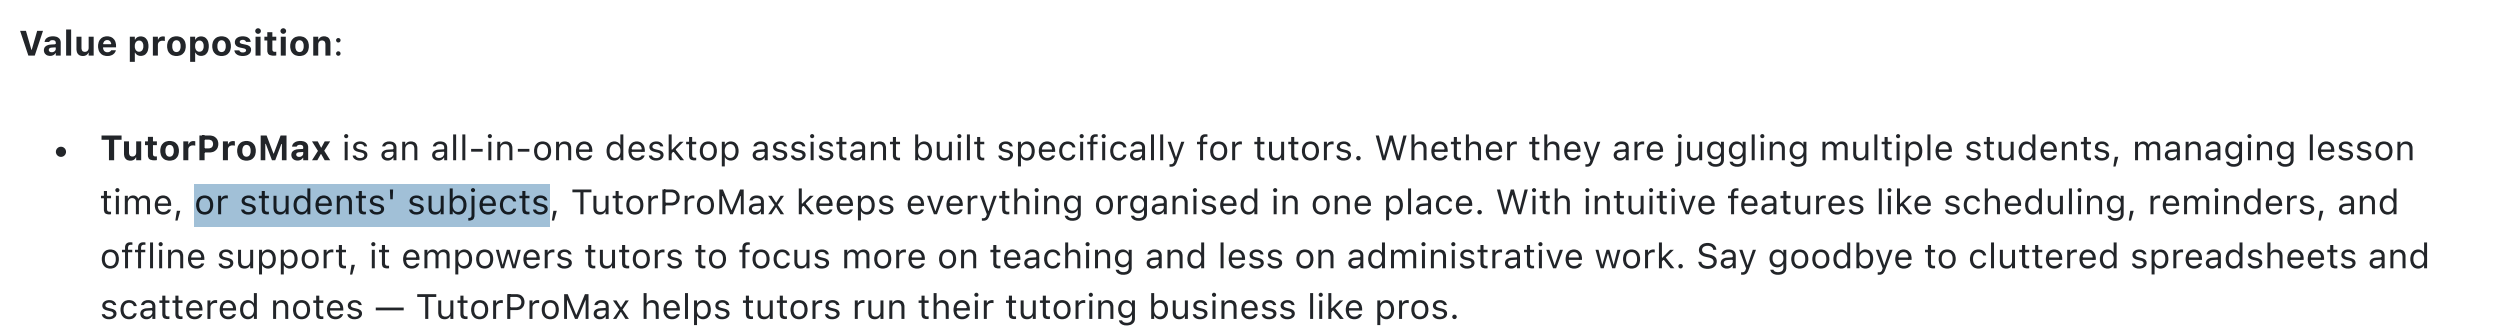 Value proposition:
• TutorProMax is an all-in-one desktop assistant built specifically for tutors. Whether they are juggling multiple students, managing lesson
time, or students' subjects, TutorProMax keeps everything organised in one place. With intuitive features like scheduling, reminders, and
offline support, it empowers tutors to focus more on teaching and less on administrative work. Say goodbye to cluttered spreadsheets and
scattered notes — TutorProMax helps tutors run their tutoring business like pros.